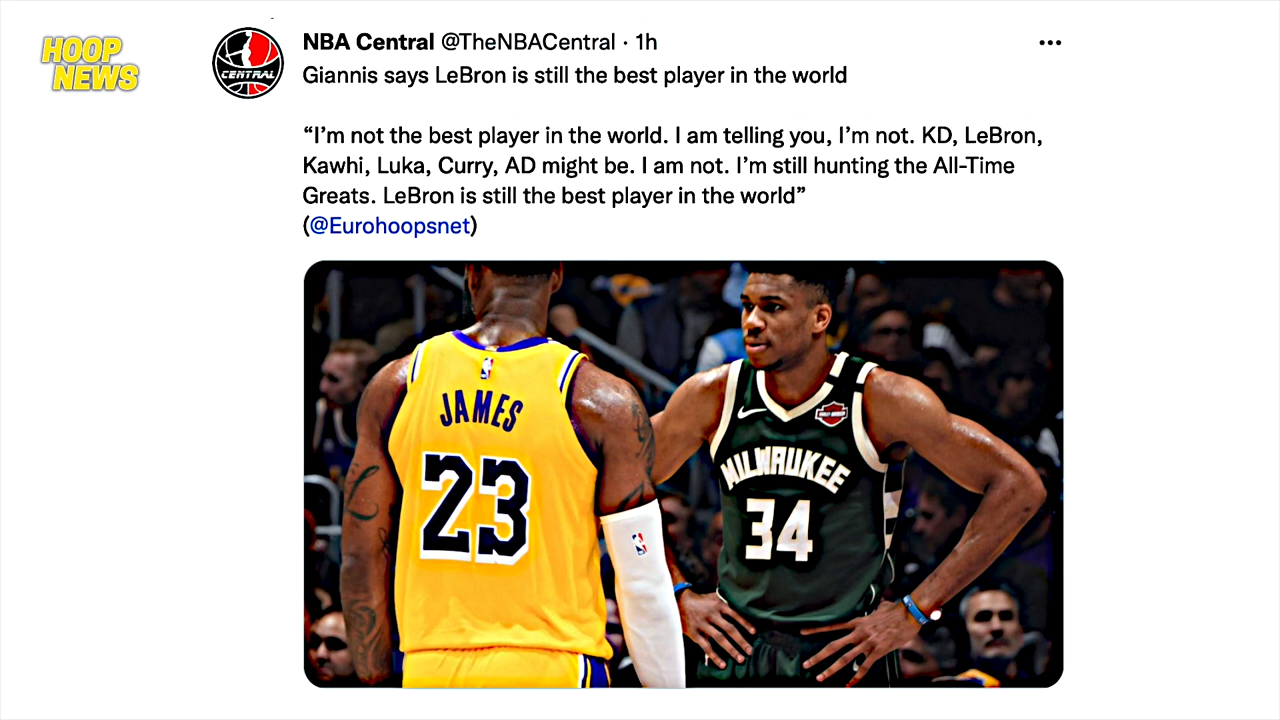 HOOP
NEWS
NBA Central @TheNBACentral · 1h
CENTRAL
Giannis says LeBron is still the best player in the world
“I’m not the best player in the world. I am telling you, I’m not. KD, LeBron,
Kawhi, Luka, Curry, AD might be. I am not. I’m still hunting the All-Time
Greats. LeBron is still the best player in the world”
(@Eurohoopsnet)
JAMES
23
MILWAUKEE
34